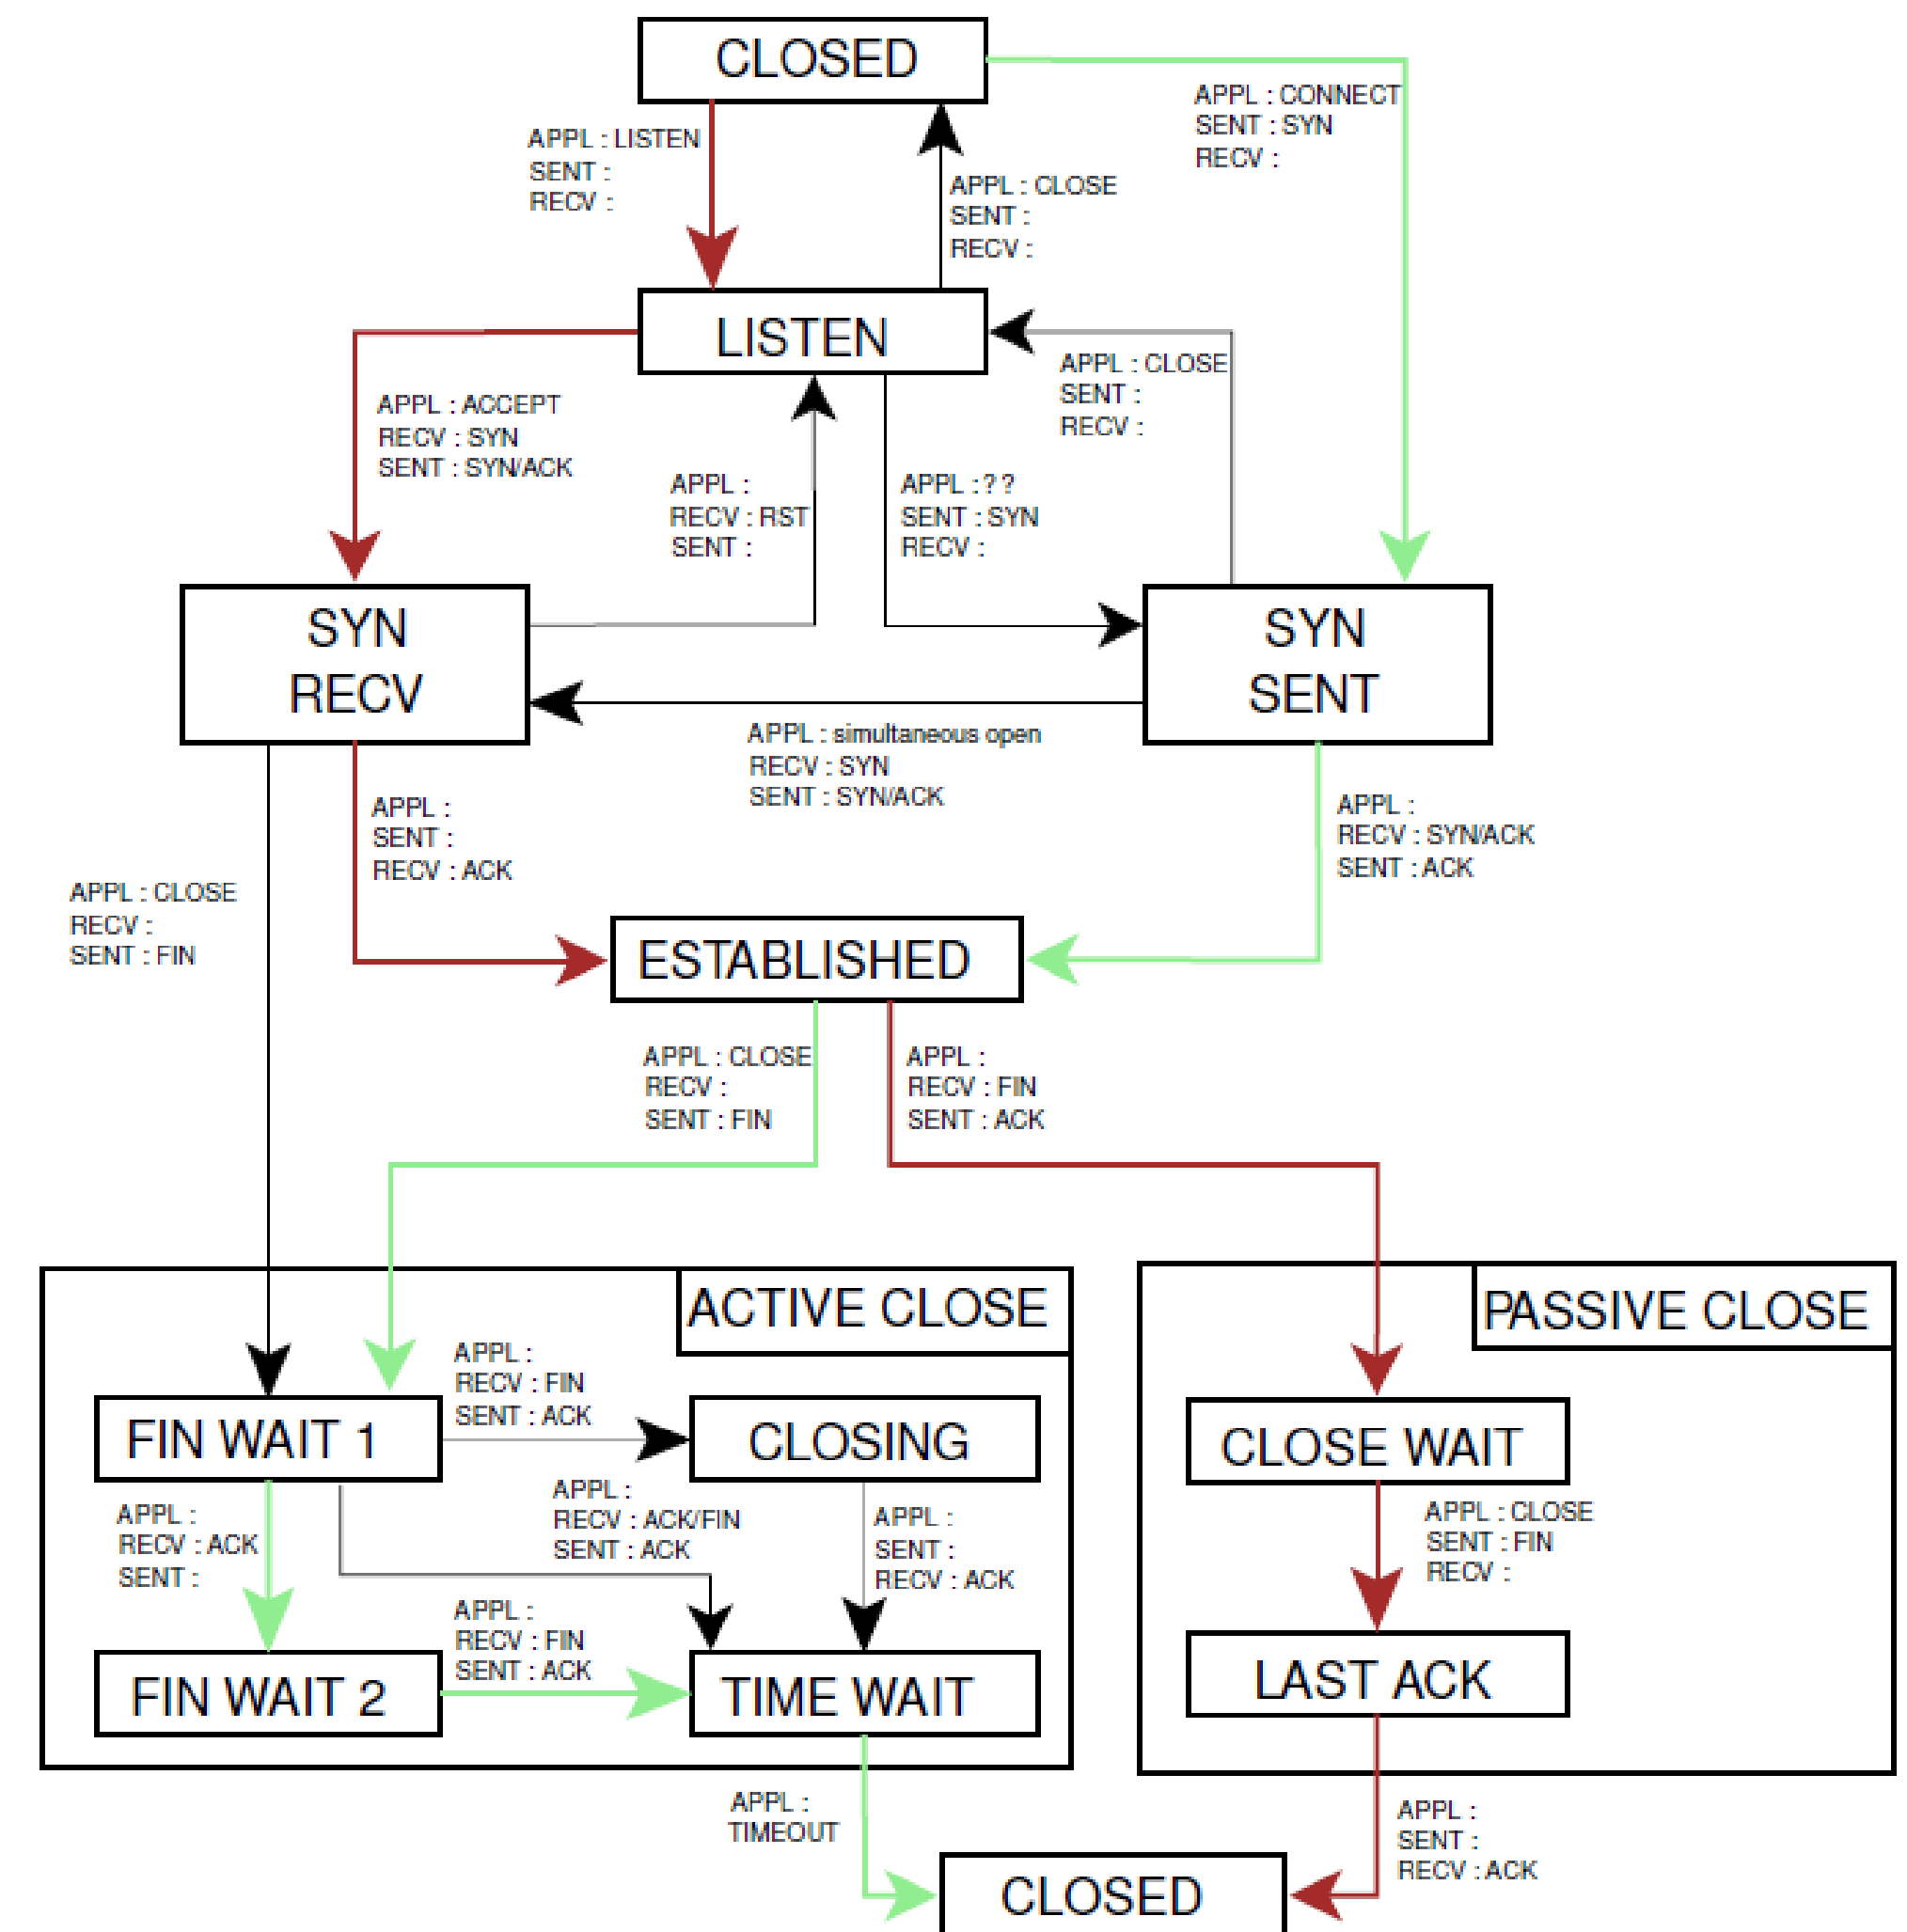 CLOSED
APPL : CONNECT
SENT : SYN
RECV :
APPL : LISTEN
SENT :
RECV :
APPL : CLOSE
SENT :
RECV :
LISTEN
APPL : CLOSE
SENT :
RECV :
APPL : ACCEPT
RECV : SYN
SENT : SYN/ACK
APPL :
RECV : RST
SENT :
APPL :??
SENT : SYN
RECV :
SYN
RECV
SYN
SENT
APPL : simultaneous open
RECV : SYN
SENT : SYN/ACK
APPL :
SENT :
RECV : ACK
APPL :
RECV : SYN/ACK
SENT : ACK
APPL : CLOSE
RECV :
SENT : FIN
ESTABLISHED
APPL : CLOSE
RECV :
SENT : FIN
APPL :
RECV : FIN
SENT : ACK
ACTIVE CLOSE
PASSIVE CLOSE
APPL :
RECV : FIN
SENT : ACK
FIN WAIT 1
CLOSING
CLOSE WAIT
APPL :
RECV : ACK
SENT :
APPL :
RECV : ACK/FIN
SENT : ACK
APPL :
SENT :
RECV : ACK
APPL : CLOSE
SENT : FIN
RECV :
APPL :
RECV : FIN
SENT : ACK
FIN WAIT 2
TIME WAIT
LAST ACK
APPL :
TIMEOUT
APPL :
SENT :
RECV : ACK
CLOSED